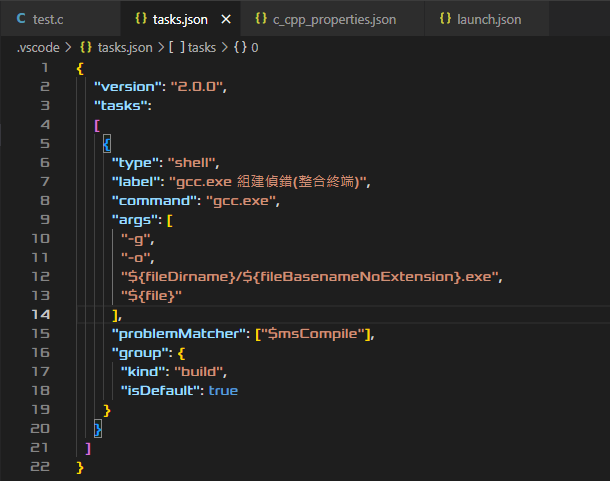 C test.c {} tasks.json × {} c_cpp_properties.json {} launch.json
.vscode > {} tasks.json > [ ] tasks > {} 0
1 {
2 "version": "2.0.0",
3 "tasks":
4 [
5 {
6 "type": "shell",
7 "label": "gcc.exe 組建偵錯(整合終端)",
8 "command": "gcc.exe",
9 "args": [
10 "-g",
11 "-o",
12 "${fileDirname}/${fileBasenameNoExtension}.exe",
13 "${file}"
14 ],
15 "problemMatcher": ["$msCompile"],
16 "group": {
17 "kind": "build",
18 "isDefault": true
19 }
20 }
21 ]
22 }